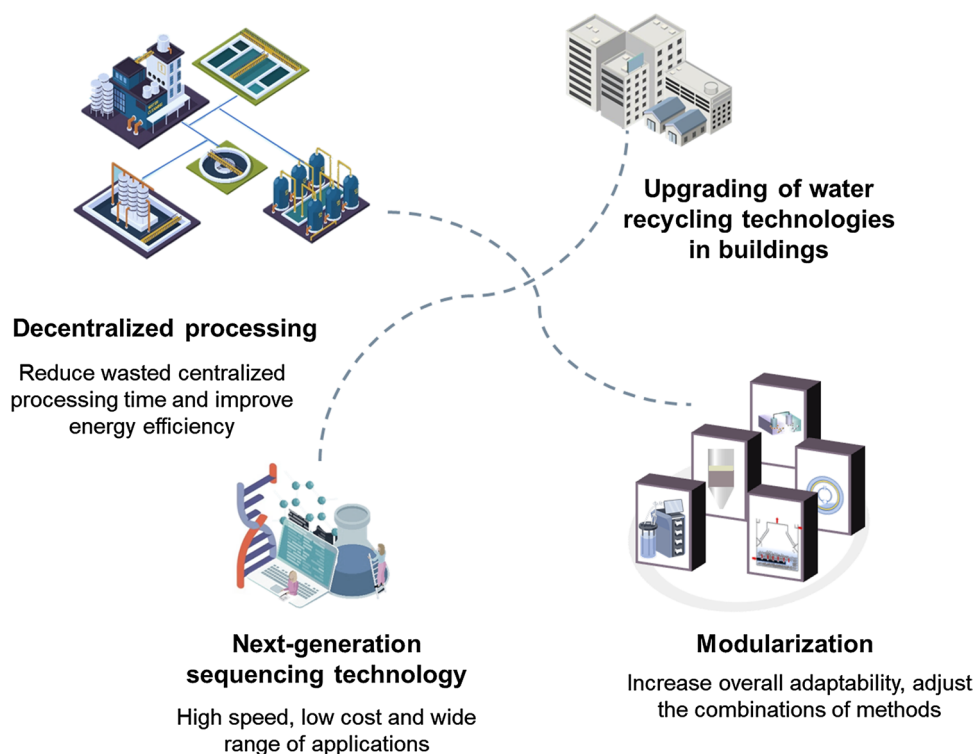 Upgrading of water
recycling technologies
in buildings
Decentralized processing
Reduce wasted centralized
processing time and improve
energy efficiency
Next-generation
sequencing technology
High speed, low cost and wide
range of applications
Modularization
Increase overall adaptability, adjust
the combinations of methods